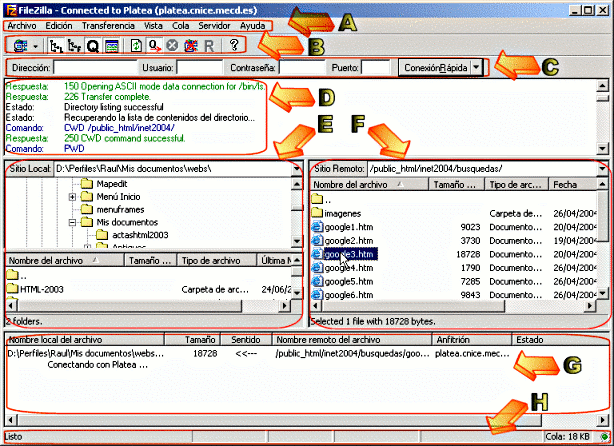 FileZilla - Connected to Platea (platea.cnice.mecd.es)
Archivo Edición Transferencia Vista Cola Servidor Ayuda A
B
Dirección: Usuario: Contraseña: Puerto: Conexión Rápida C
Respuesta: 150 Opening ASCII mode data connection for /bin/ls.
Respuesta: 226 Transfer complete.
Estado: Directory listing successful
Estado: Recuperando la lista de contenidos del directorio...
Comando: CWD /public_html/inet2004/
Respuesta: 250 CWD command successful.
Comando: PWD
D
E F
Sitio Local: D:\Perfiles\Raul\Mis documentos\webs\
Mapedit
Menú Inicio
menuframes
Mis documentos
actashtml2003
Antiques
Nombre del archivo Tamaño ... Tipo de archivo Última M
..
HTML-2003 Carpeta de arc... 24/06/2
2 folders.
Sitio Remoto: /public_html/inet2004/busquedas/
Nombre del archivo Tamaño ... Tipo de arc... Fecha
..
imagenes Carpeta de... 26/04/2004
google1.htm 9023 Documento... 20/04/2004
google2.htm 3730 Documento... 19/04/2004
google3.htm 18728 Documento... 26/04/2004
google4.htm 1790 Documento... 26/04/2004
google5.htm 7285 Documento... 26/04/2004
google6.htm 9843 Documento... 26/04/2004
Selected 1 file with 18728 bytes.
Nombre local del archivo Tamaño Sentido Nombre remoto del archivo Anfitrión Estado
D:\Perfiles\Raul\Mis documentos\webs... 18728 <<--- /public_html/inet2004/busquedas/goo... platea.cnice.mec...
Conectando con Platea ...
G
H
Listo Cola: 18 KB